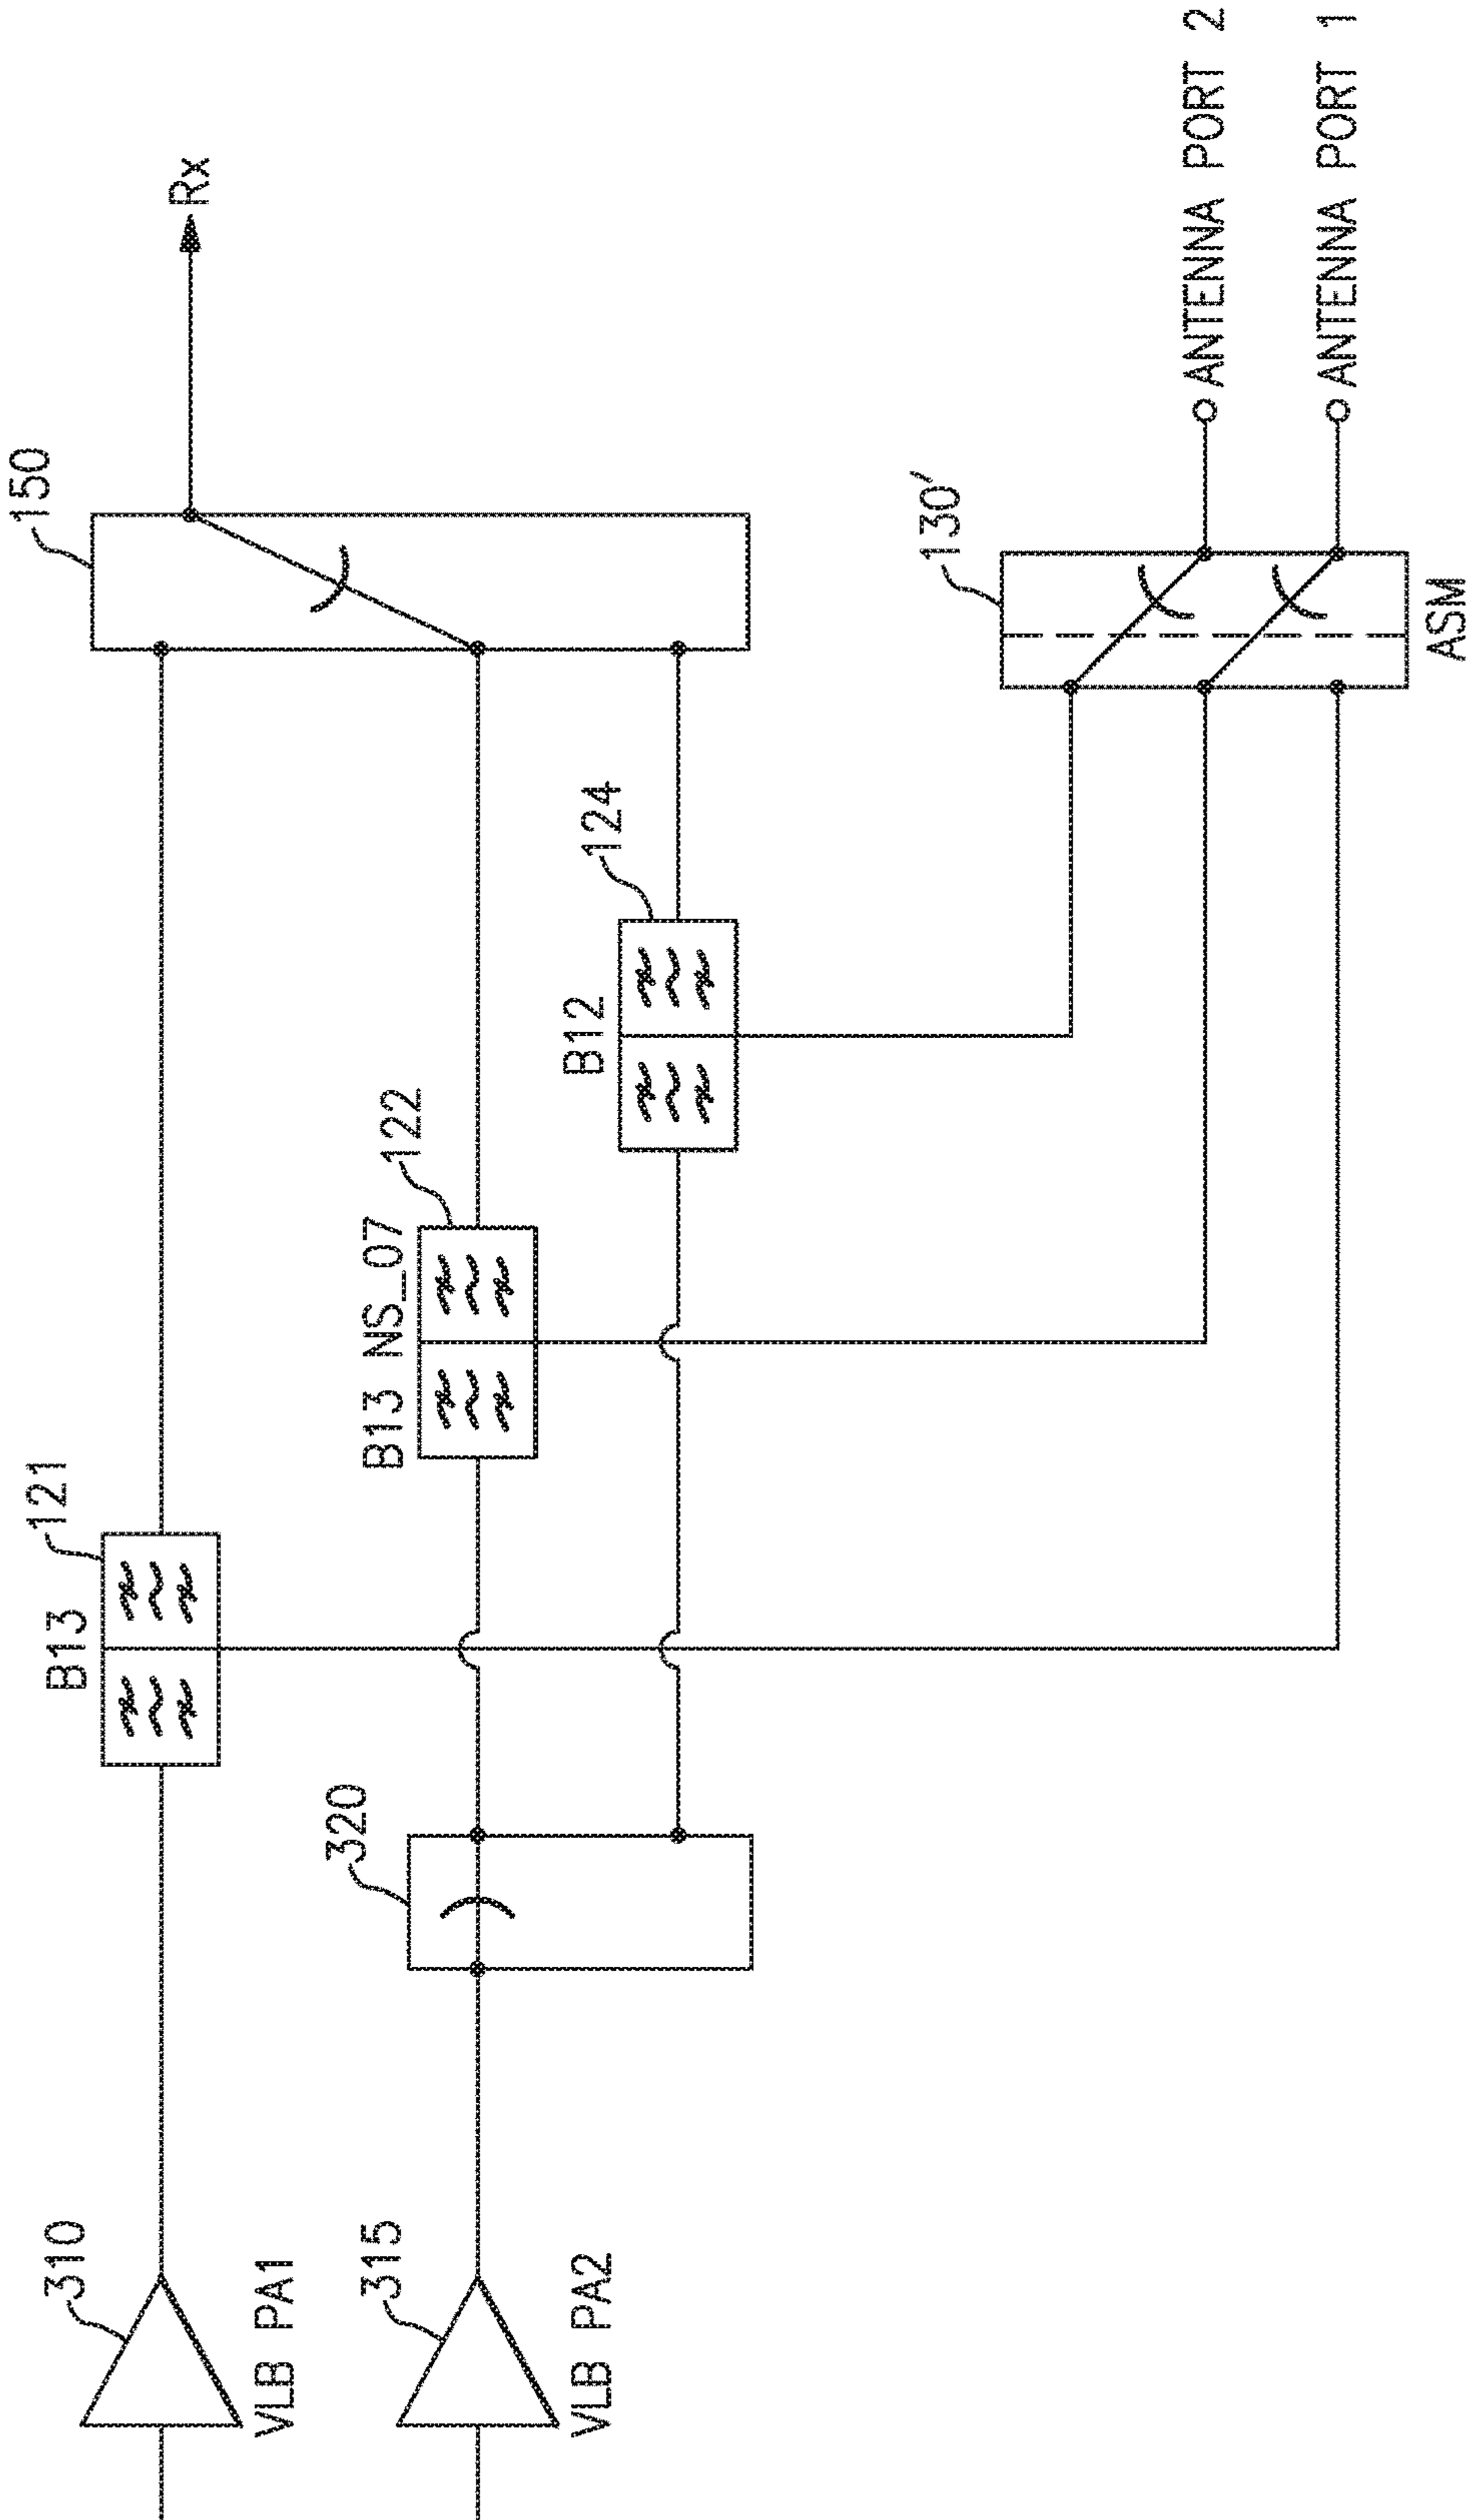 310
VLB PA1
315
VLB PA2
320
B13
121
B13 NS_07
122
B12
124
150
Rx
130′
ASM
ANTENNA PORT 2
ANTENNA PORT 1